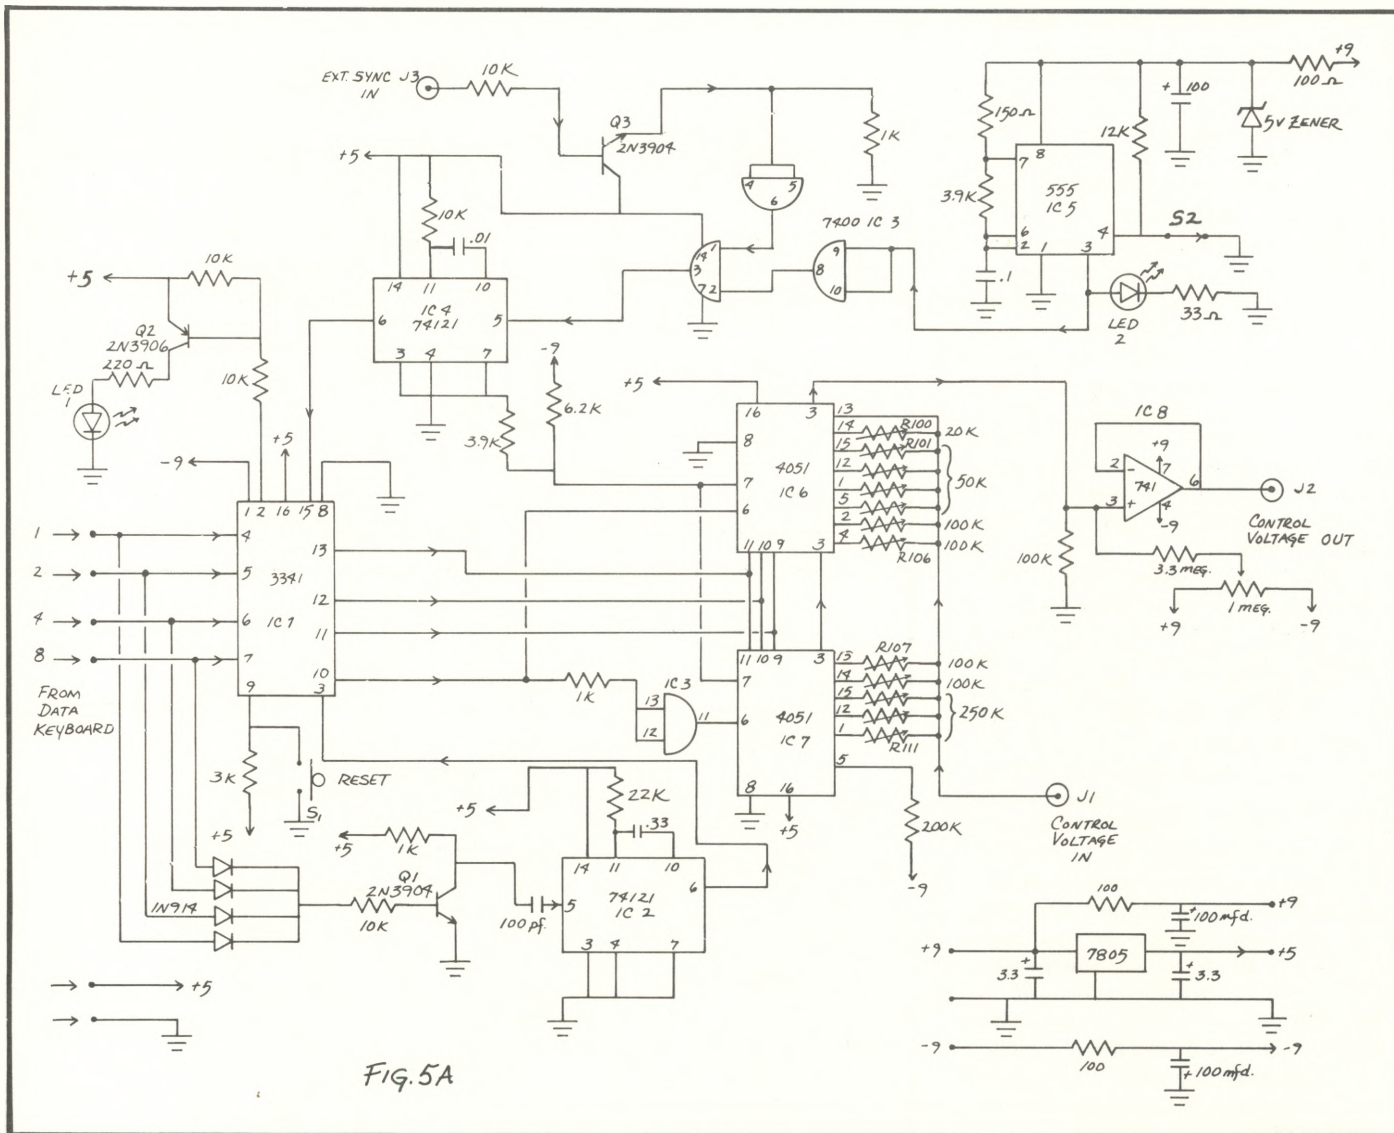 EXT. SYNC J3
IN
10K
Q3
2N3904
+5
1K
4 5
6
7400 IC 3
9
8
10
14 1
3
7 2
10K
.01
14 11 10
IC 4
74121
6 5
3 4 7
3.9K
-9
6.2K
+9
100 Ω
+ 100
5V ZENER
150 Ω
12K
7 8
3.9K
555
IC 5
6
2 1 3 4
.1
S2
LED
2
33 Ω
+5
10K
Q2
2N3906
220 Ω
LED
1
10K
+5
-9
1 2 16 15 8
1 4
2 5
4 6
8 7
3341
IC 1
13
12
11
10
9 3
FROM
DATA
KEYBOARD
3K
+5
RESET
S1
+5
16 3
8
7
6
4051
IC 6
13
14 R100 20K
15 R101
12
1
5
50K
2 100K
4 R106 100K
11 10 9 3
IC 8
2 -
3 +
741
+9
7
6
4
-9
J2
CONTROL
VOLTAGE OUT
100K
3.3 meg.
1 meg.
+9 -9
1K
IC 3
13
12
11
11 10 9 3
7
6
4051
IC 7
8 16
+5
13 R107 100K
14 100K
15
12
1 R111
250K
5
200K
-9
J1
CONTROL
VOLTAGE
IN
+5
1K
Q1
2N3904
1N914
10K
100 pf.
+5
22K
.33
14 11 10
74121
IC 2
5 6
3 4 7
+5
100
+ 100 mfd.
+9
+9
7805
+5
+
3.3
+
3.3
-9
100
+ 100 mfd.
-9
FIG. 5A